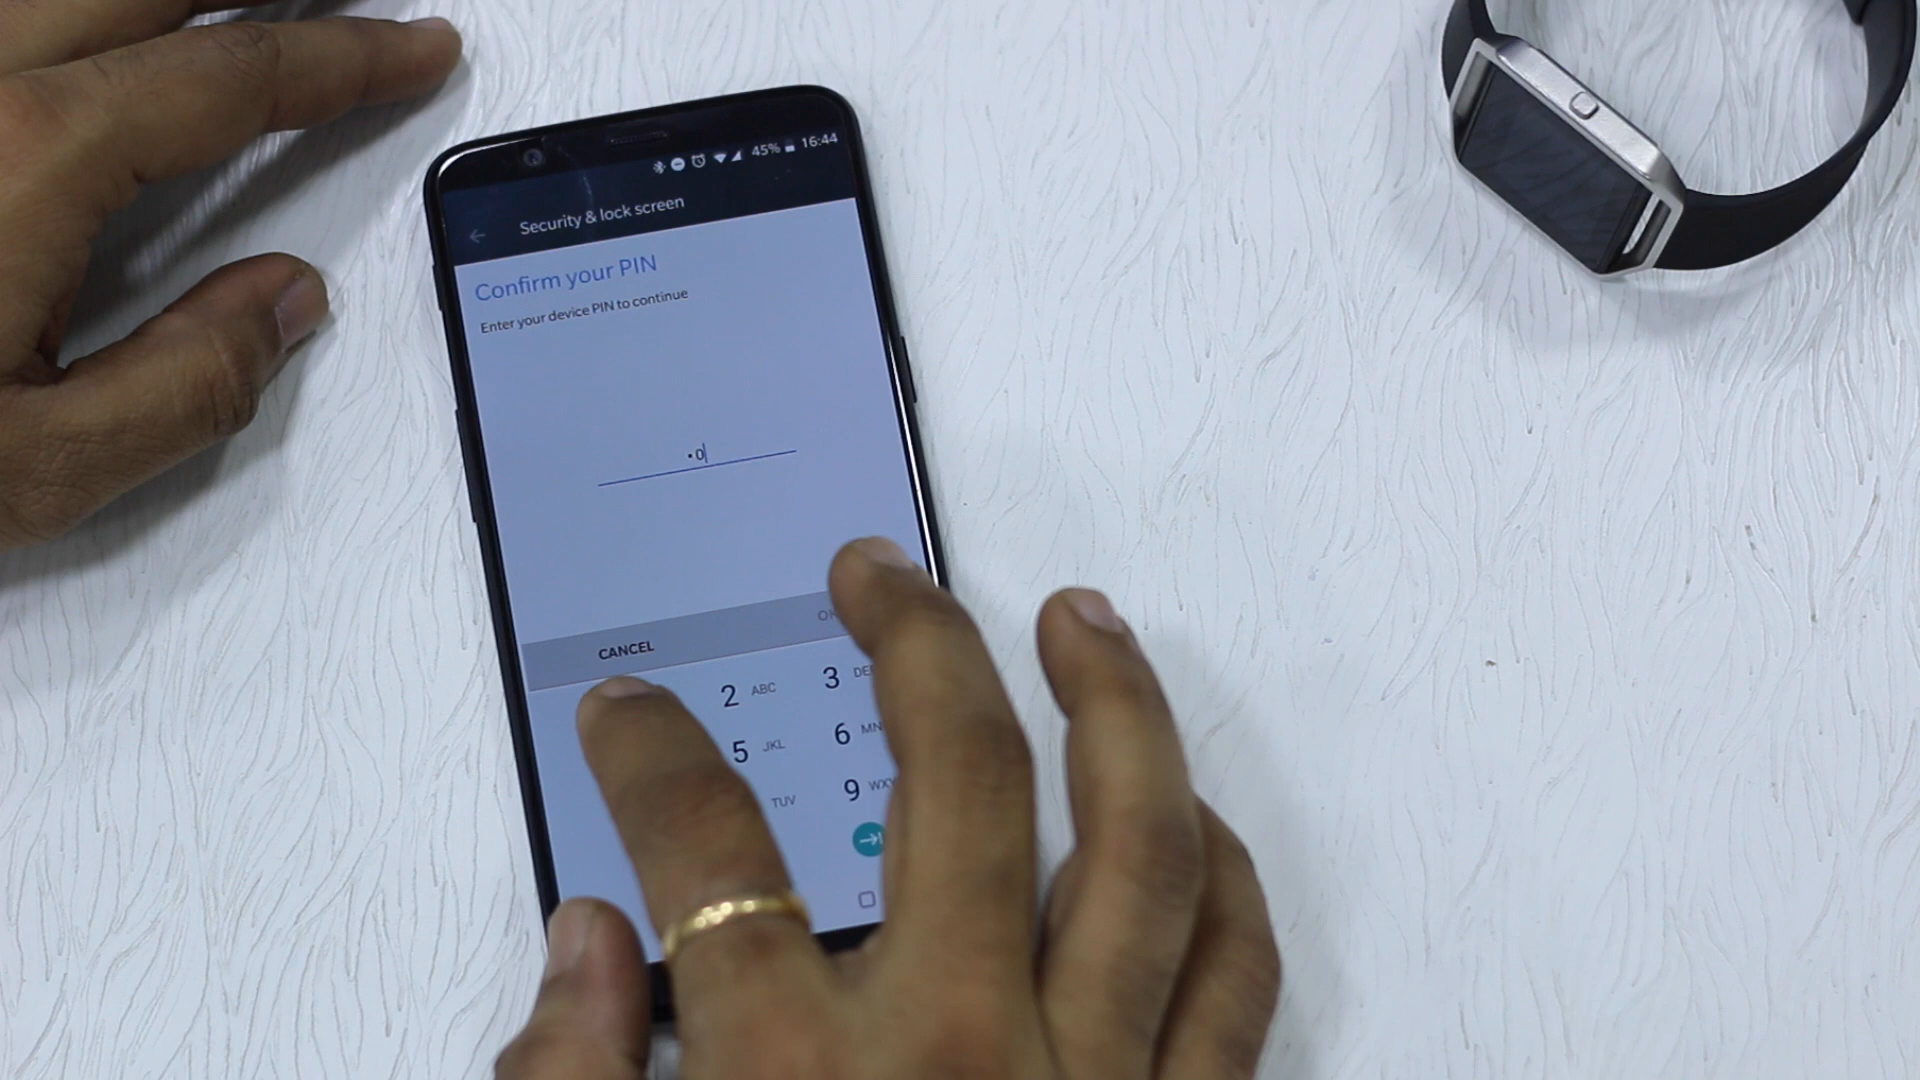 45% 16:44
Security & lock screen
Confirm your PIN
Enter your device PIN to continue
•0
CANCEL
2 ABC 3
5 JKL 6
TUV 9